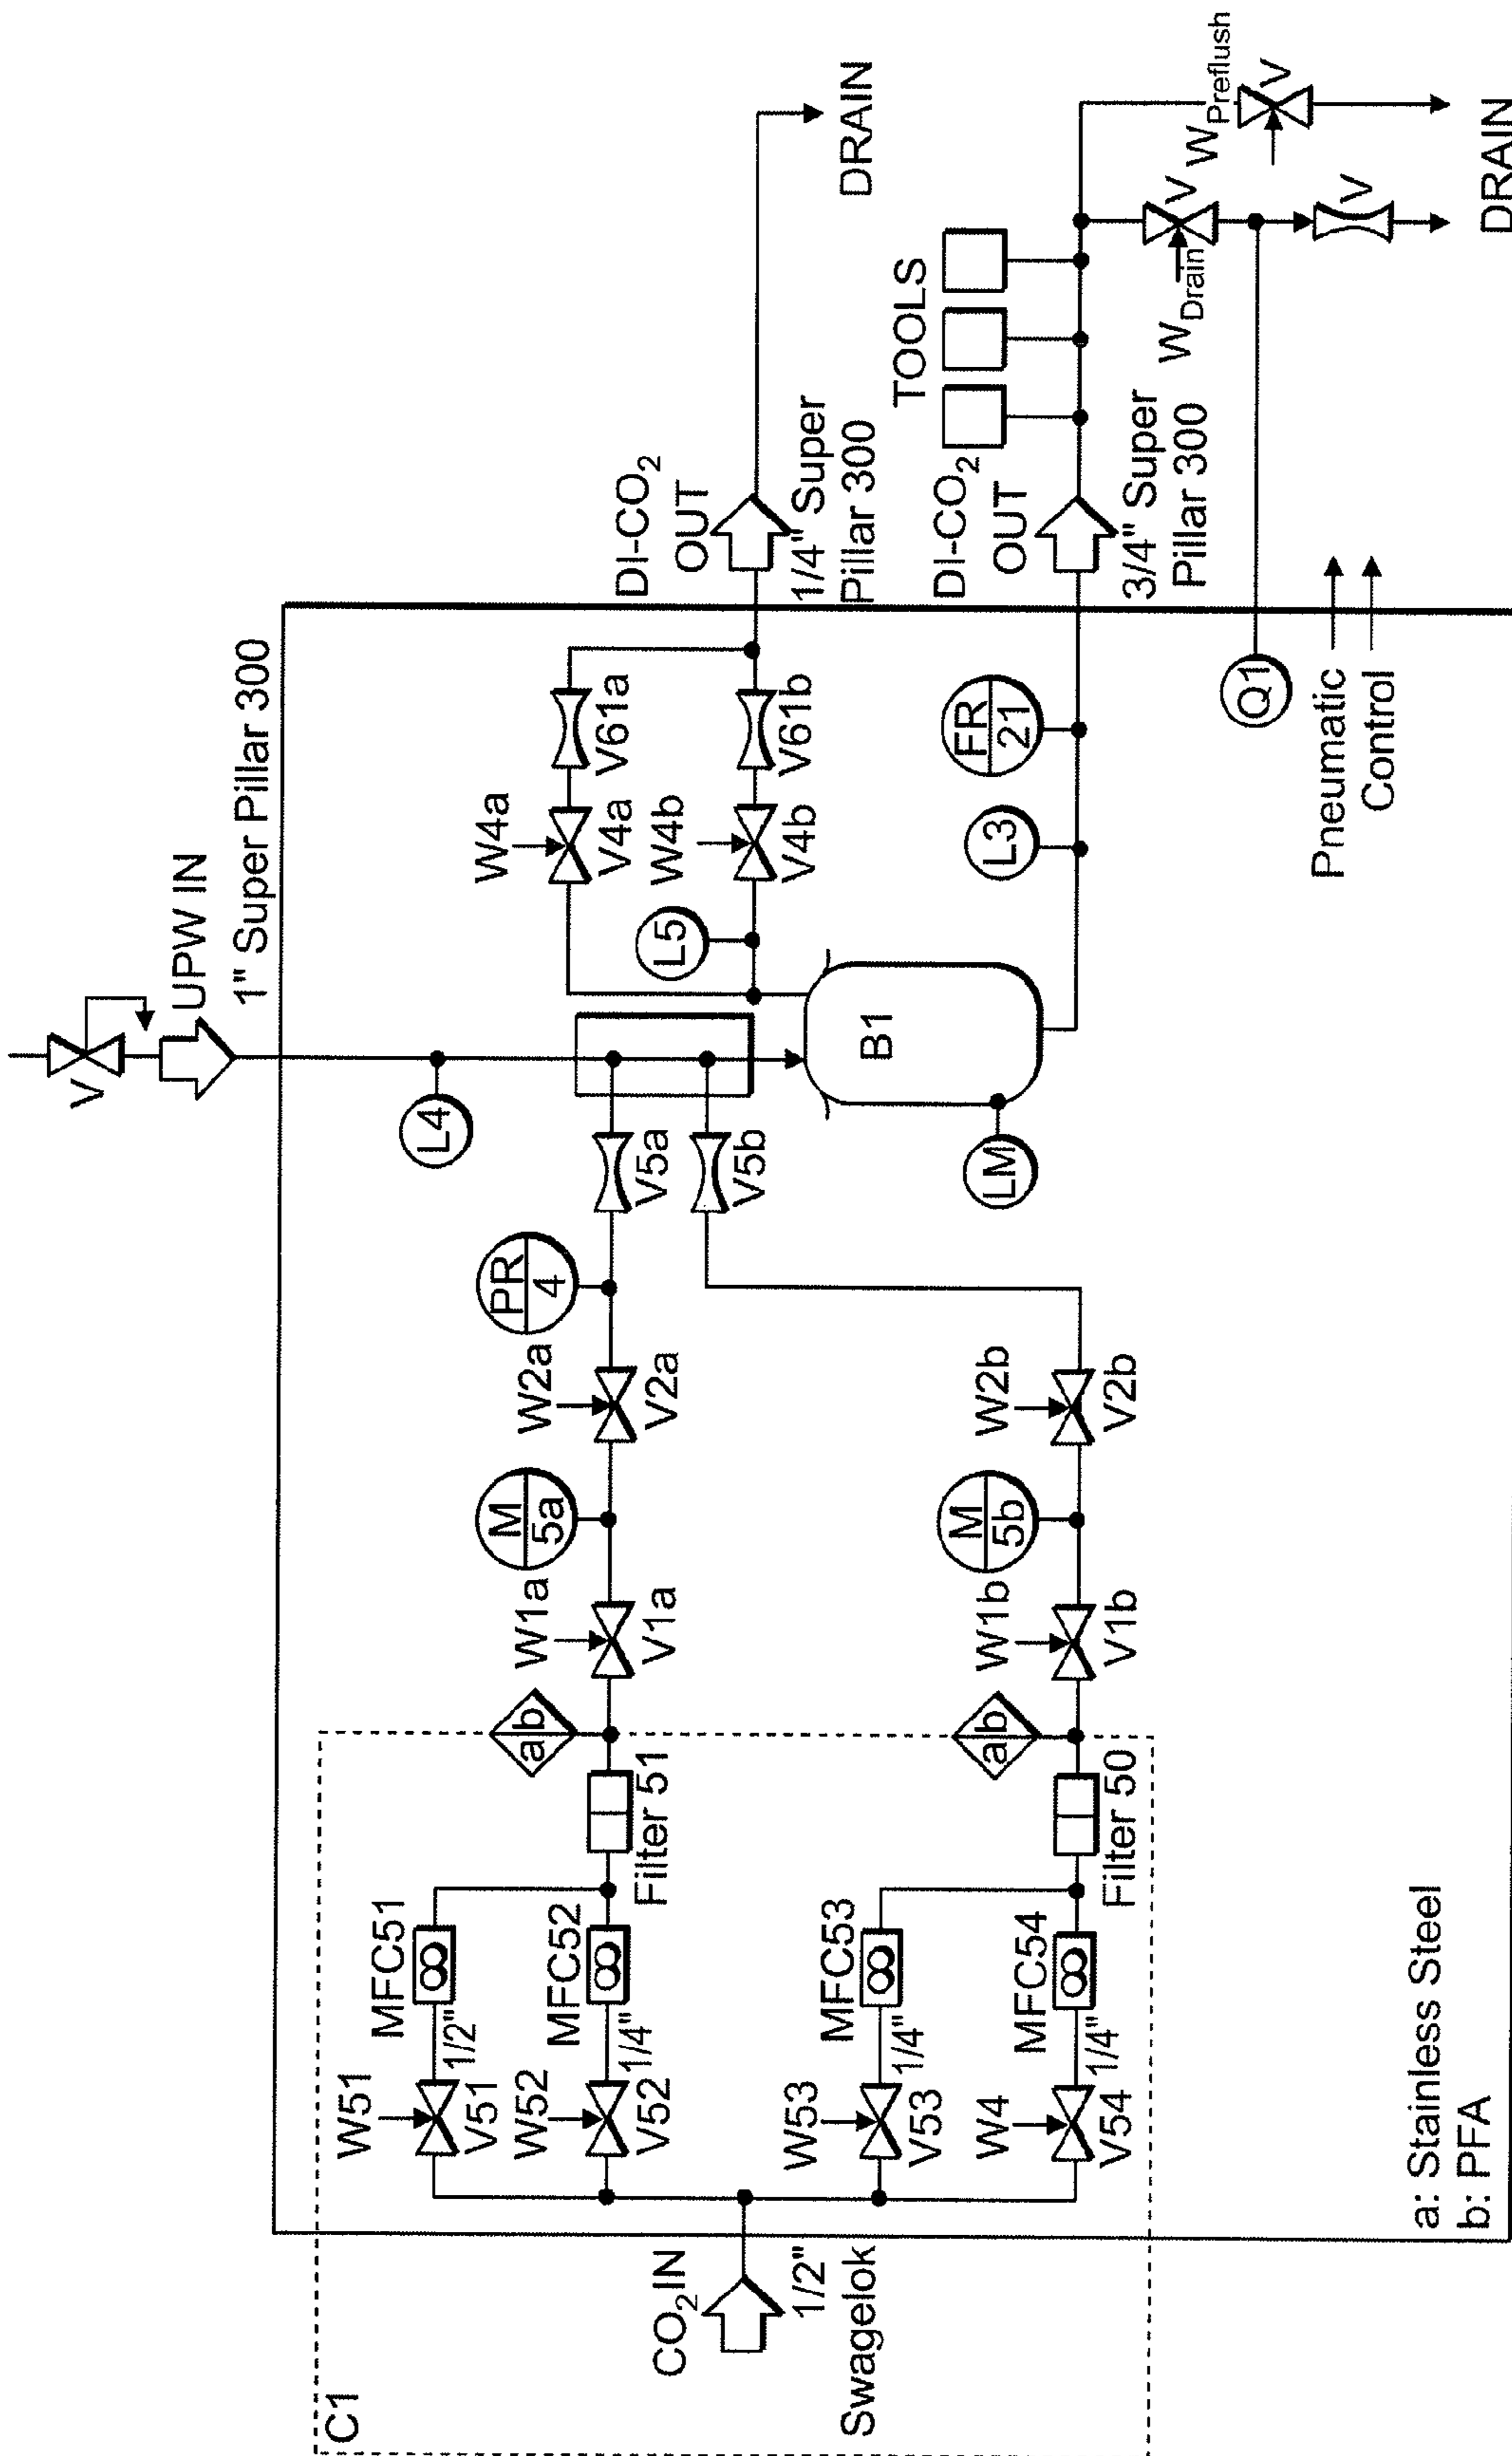 C1
CO2 IN
1/2"
Swagelok
W51
V51
1/2"
MFC51
W52
V52
1/4"
MFC52
Filter 51
W53
V53
1/4"
MFC53
W4
V54
1/4"
MFC54
Filter 50
a b
a b
W1a
V1a
M
5a
W2a
V2a
PR
4
V5a
W1b
V1b
M
5b
W2b
V2b
V5b
V
UPW IN
1" Super Pillar 300
L4
B1
LM
L5
W4a
V4a
V61a
W4b
V4b
V61b
L3
FR
21
DI-CO2
OUT
1/4" Super
Pillar 300
DRAIN
DI-CO2
OUT
3/4" Super
Pillar 300
TOOLS
WDrain
V
WPreflush
V
V
DRAIN
Q1
Pneumatic
Control
a: Stainless Steel
b: PFA